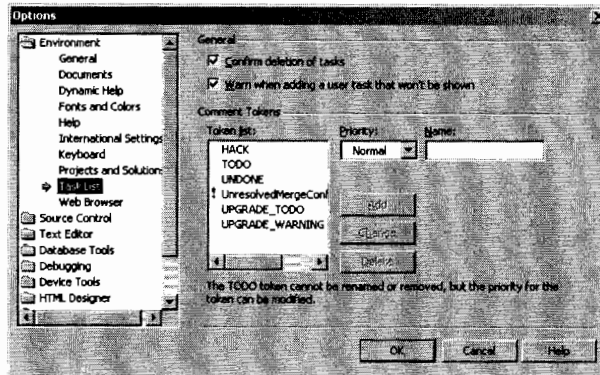 Options
Environment
General
Documents
Dynamic Help
Fonts and Colors
Help
International Settings
Keyboard
Projects and Solution
Task List
Web Browser
Source Control
Text Editor
Database Tools
Debugging
Device Tools
HTML Designer
General
Confirm deletion of tasks
Warn when adding a user task that won't be shown
Comment Tokens
Token list:
Priority:
Name:
HACK
TODO
UNDONE
! UnresolvedMergeConf
UPGRADE_TODO
UPGRADE_WARNING
Normal
Add
Change
Delete
The TODO token cannot be renamed or removed, but the priority for the
token can be modified.
OK
Cancel
Help